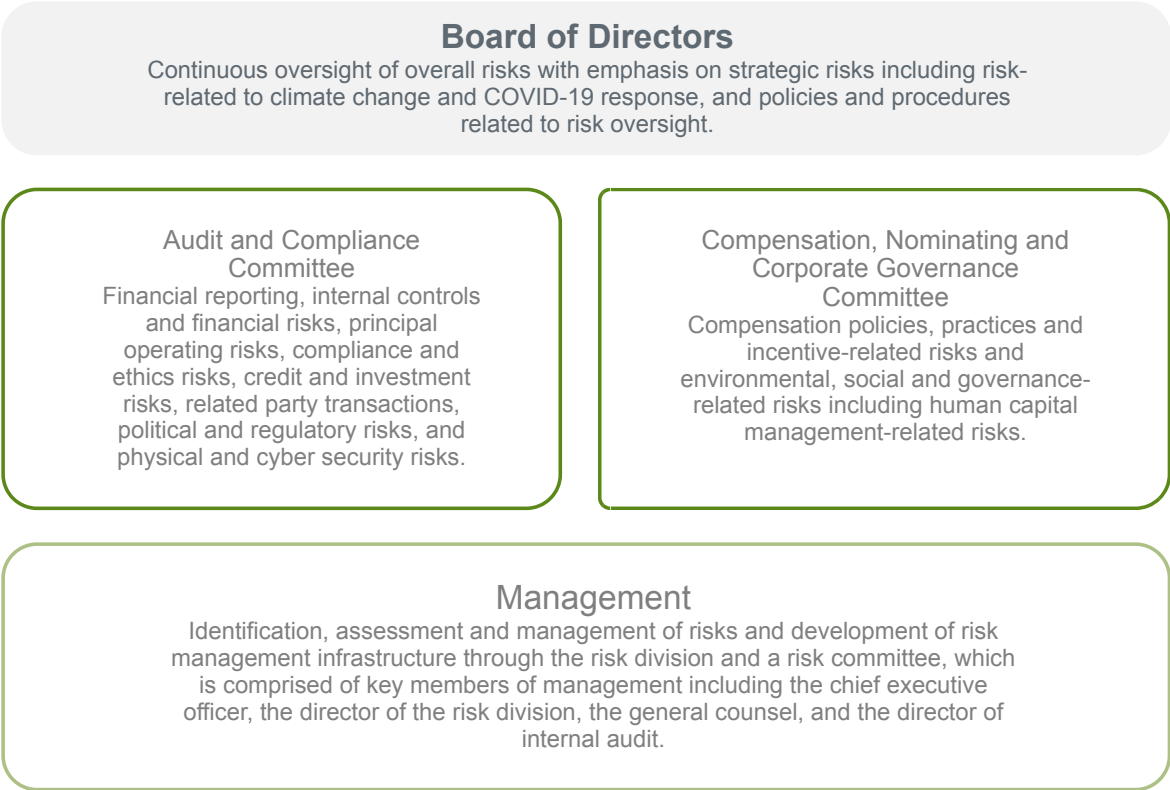 Board of Directors
Continuous oversight of overall risks with emphasis on strategic risks including risk-
related to climate change and COVID-19 response, and policies and procedures
related to risk oversight.
Audit and Compliance
Committee
Financial reporting, internal controls
and financial risks, principal
operating risks, compliance and
ethics risks, credit and investment
risks, related party transactions,
political and regulatory risks, and
physical and cyber security risks.
Compensation, Nominating and
Corporate Governance
Committee
Compensation policies, practices and
incentive-related risks and
environmental, social and governance-
related risks including human capital
management-related risks.
Management
Identification, assessment and management of risks and development of risk
management infrastructure through the risk division and a risk committee, which
is comprised of key members of management including the chief executive
officer, the director of the risk division, the general counsel, and the director of
internal audit.